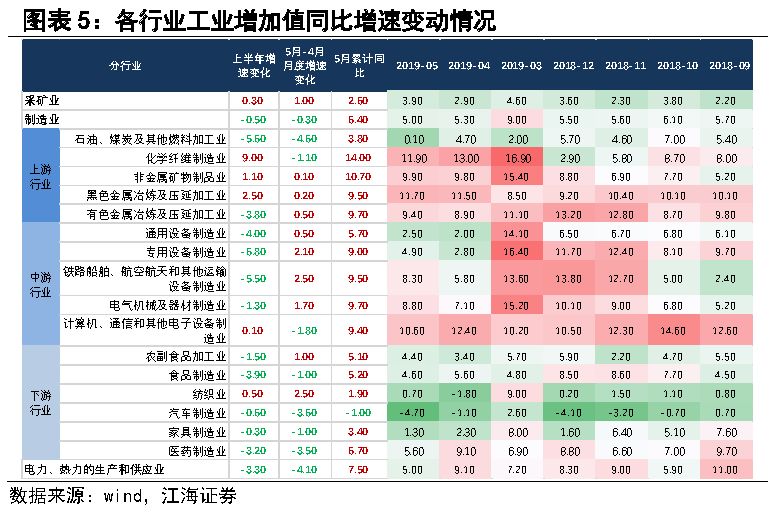 图表 5：各行业工业增加值同比增速变动情况
分行业 上半年增速变化 5月-4月月度增速变化 5月累计同比 2019-05 2019-04 2019-03 2018-12 2018-11 2018-10 2018-09
采矿业 0.30 1.00 2.60 3.90 2.90 4.60 3.60 2.30 3.80 2.20
制造业 -0.50 -0.30 6.40 5.00 5.30 9.00 5.50 5.60 6.10 5.70
上游行业
石油、煤炭及其他燃料加工业 -5.60 -4.60 3.80 0.10 4.70 2.00 5.70 4.60 7.00 5.40
化学纤维制造业 9.00 -1.10 14.00 11.90 13.00 16.90 2.90 5.80 8.70 8.00
非金属矿物制品业 1.10 0.10 10.70 9.90 9.80 15.40 8.80 6.90 7.70 5.20
黑色金属冶炼及压延加工业 2.50 0.20 9.50 11.70 11.50 8.50 9.20 10.40 10.10 10.10
有色金属冶炼及压延加工业 -3.80 0.50 9.70 9.40 8.90 11.10 13.20 12.80 8.70 9.80
中游行业
通用设备制造业 -4.00 0.50 5.70 2.50 2.00 14.10 6.50 6.70 6.80 6.10
专用设备制造业 -6.80 2.10 9.00 4.90 2.80 16.40 11.70 12.40 8.10 9.70
铁路船舶、航空航天和其他运输设备制造业 -5.50 2.50 9.50 8.30 5.80 13.60 13.80 12.70 5.00 2.40
电气机械及器材制造业 -1.30 1.70 9.70 8.80 7.10 15.20 10.10 9.00 6.80 5.20
计算机、通信和其他电子设备制造业 0.10 -1.80 9.40 10.60 12.40 10.20 10.50 12.30 14.60 12.60
下游行业
农副食品加工业 -1.50 1.00 5.10 4.40 3.40 5.70 5.90 2.20 4.70 4.50
食品制造业 -3.90 -1.00 5.20 4.60 5.60 4.80 8.50 8.60 7.70 8.50
纺织业 0.50 2.50 1.90 0.70 -1.80 9.00 0.20 1.50 1.10 0.80
汽车制造业 -0.60 -3.60 -1.00 -4.70 -1.10 2.60 -4.10 -3.20 -0.70 0.70
家具制造业 -0.30 -1.00 3.40 1.30 2.30 8.00 1.60 6.40 5.10 7.60
医药制造业 -3.20 -3.50 6.70 5.60 9.10 6.90 8.80 6.60 7.00 9.70
电力、热力的生产和供应业 -3.30 -4.10 7.50 5.00 9.10 7.20 8.30 9.00 5.90 11.00
数据来源：wind，江海证券